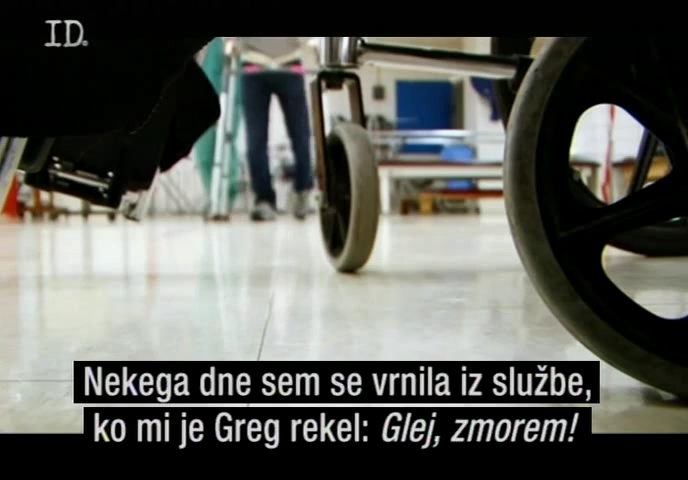 ID.
Nekega dne sem se vrnila iz službe,
ko mi je Greg rekel: Glej, zmorem!